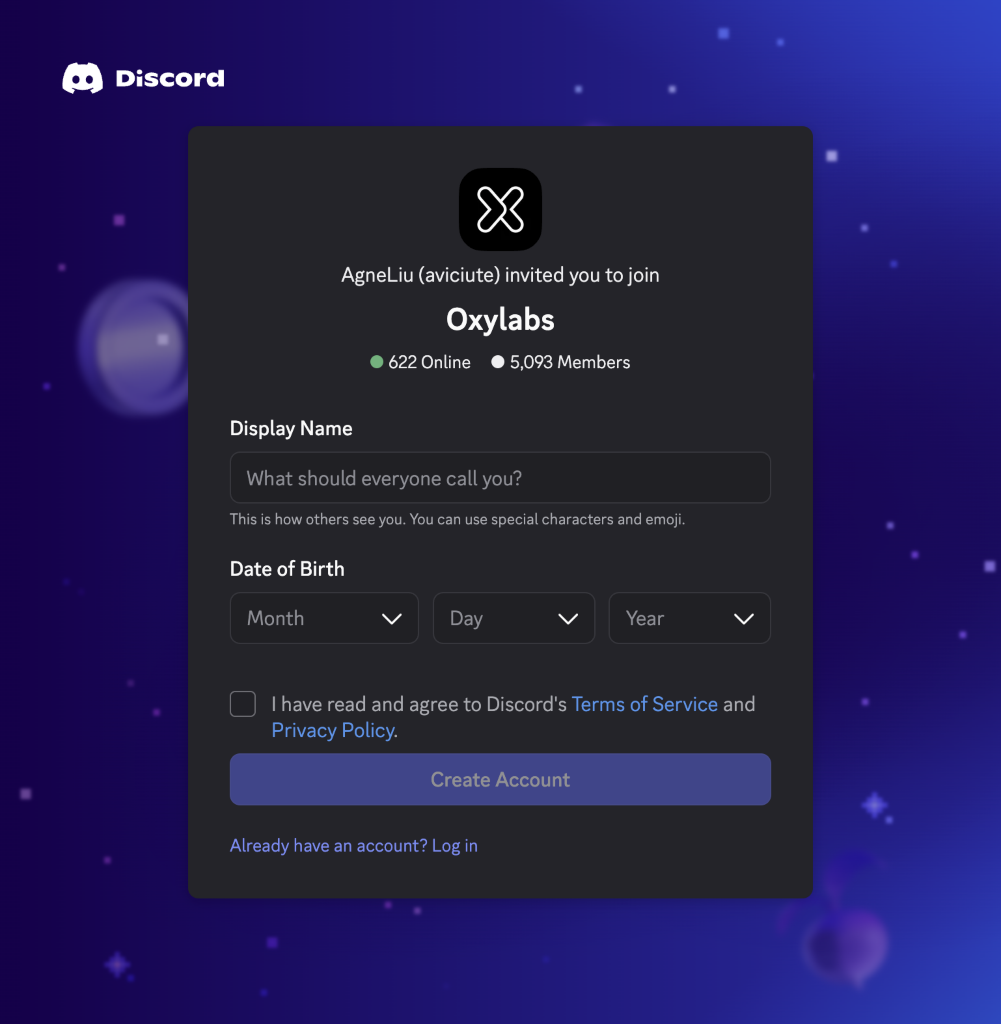 Discord
AgneLiu (aviciute) invited you to join
Oxylabs
622 Online 5,093 Members
Display Name
What should everyone call you?
This is how others see you. You can use special characters and emoji.
Date of Birth
Month Day Year
I have read and agree to Discord's Terms of Service and
Privacy Policy.
Create Account
Already have an account? Log in